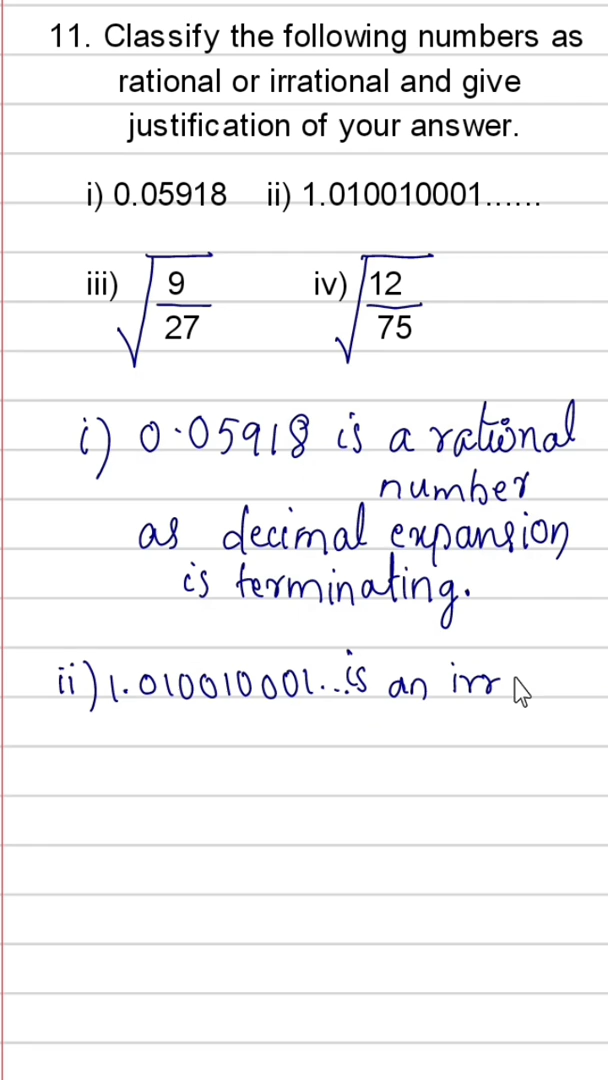 11. Classify the following numbers as
rational or irrational and give
justification of your answer.
i) 0.05918 ii) 1.010010001......
iii) √9/27 iv) √12/75
i) 0.05918 is a rational
number
as decimal expansion
is terminating.
ii) 1.010010001... is an irr